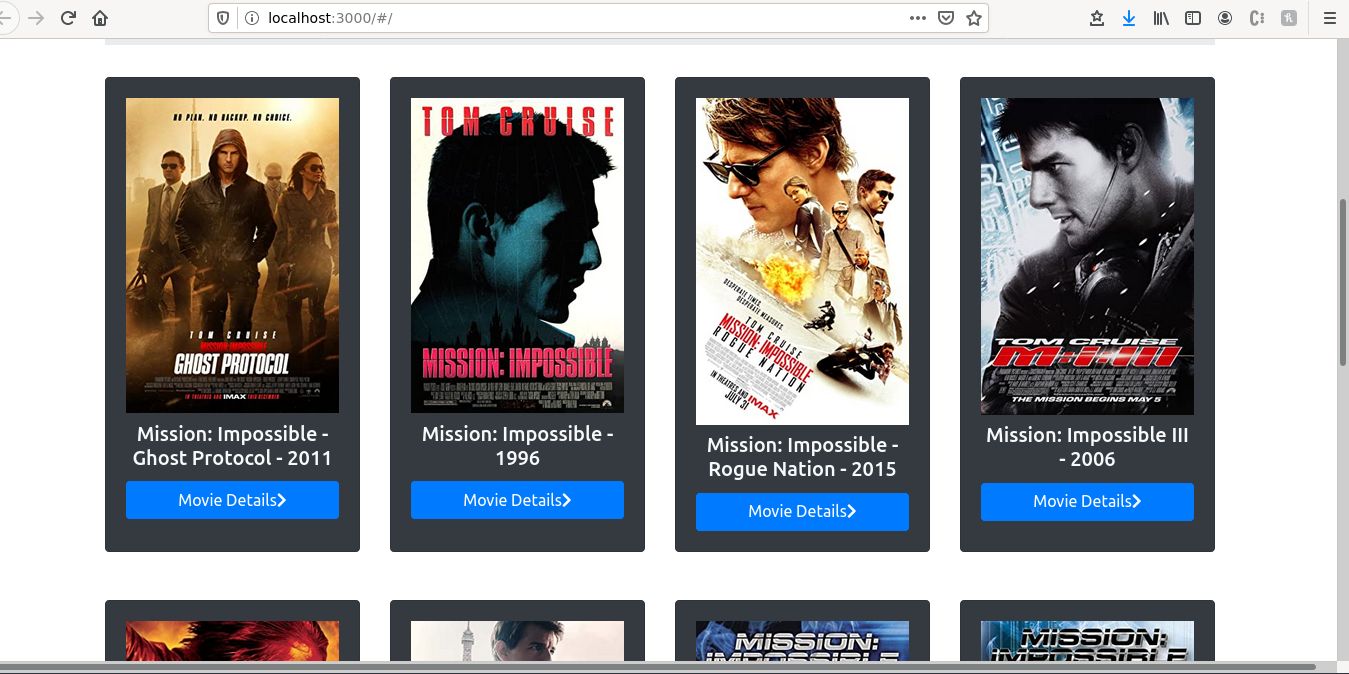 localhost:3000/#/
NO PLAN. NO BACKUP. NO CHOICE.
TOM CRUISE
MISSION: IMPOSSIBLE
GHOST PROTOCOL
IN THEATRES AND IMAX THIS DECEMBER
Mission: Impossible -
Ghost Protocol - 2011
Movie Details
TOM CRUISE
MISSION: IMPOSSIBLE
Mission: Impossible -
1996
Movie Details
DESPERATE TIMES.
DESPERATE MEASURES.
TOM CRUISE
MISSION: IMPOSSIBLE
ROGUE NATION
IN THEATRES AND IMAX
JULY 31
Mission: Impossible -
Rogue Nation - 2015
Movie Details
TOM CRUISE
M:i:III
THE MISSION BEGINS MAY 5
Mission: Impossible III
- 2006
Movie Details
MISSION:
IMPOSSIBLE
MISSION:
IMPOSSIBLE